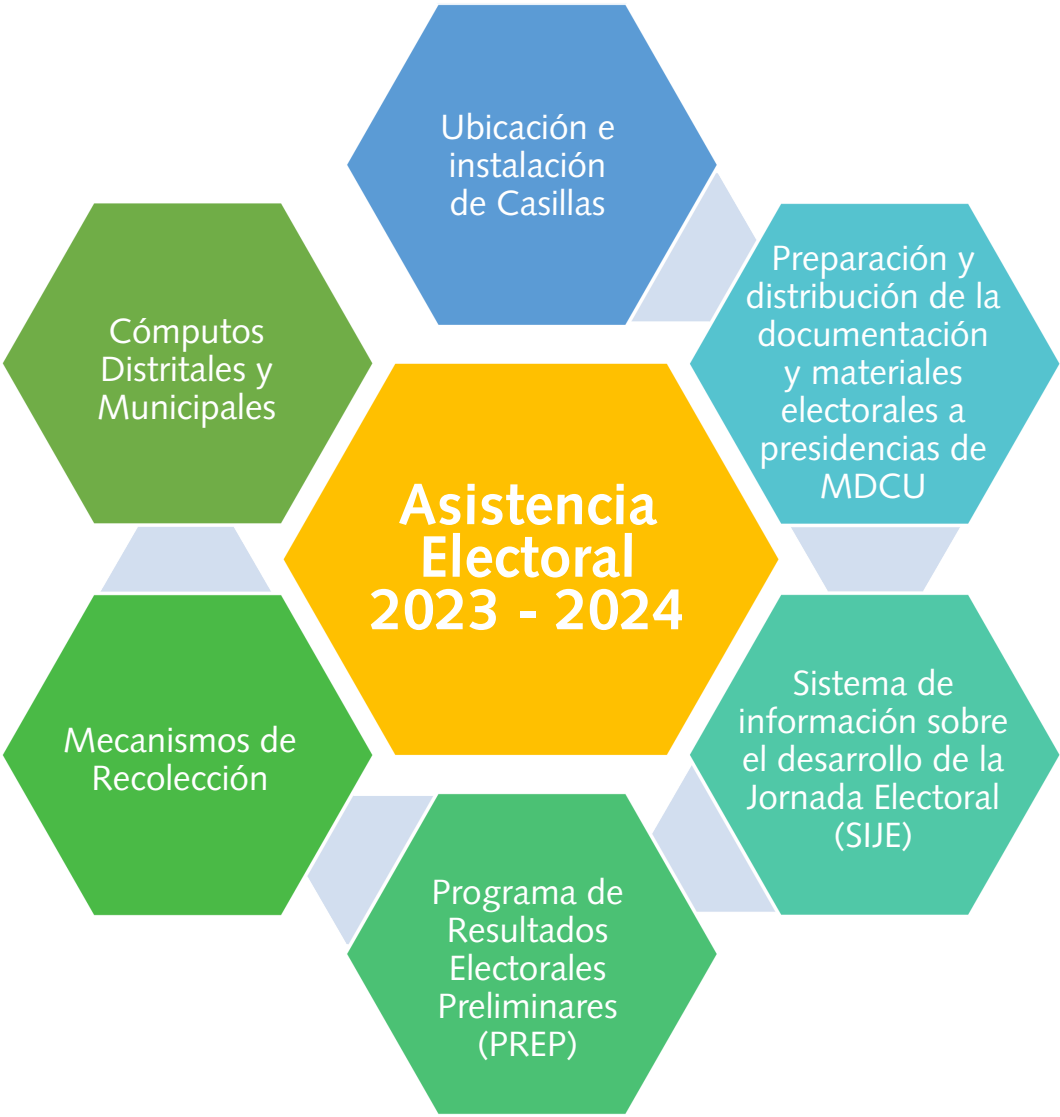 Ubicación e
instalación
de Casillas
Preparación y
distribución de la
documentación
y materiales
electorales a
presidencias de
MDCU
Sistema de
información sobre
el desarrollo de la
Jornada Electoral
(SIJE)
Programa de
Resultados
Electorales
Preliminares
(PREP)
Mecanismos de
Recolección
Cómputos
Distritales y
Municipales
Asistencia
Electoral
2023 - 2024